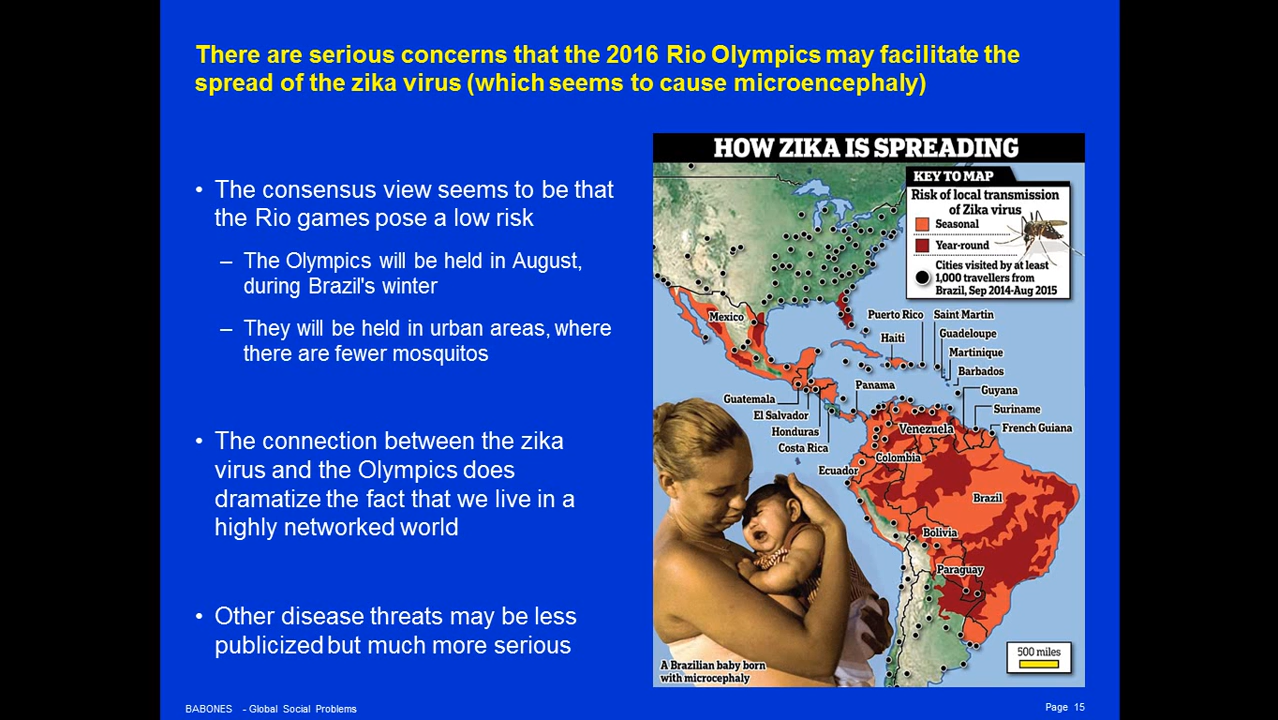 There are serious concerns that the 2016 Rio Olympics may facilitate the
spread of the zika virus (which seems to cause microencephaly)
• The consensus view seems to be that
the Rio games pose a low risk
– The Olympics will be held in August,
during Brazil's winter
– They will be held in urban areas, where
there are fewer mosquitos
• The connection between the zika
virus and the Olympics does
dramatize the fact that we live in a
highly networked world
• Other disease threats may be less
publicized but much more serious
HOW ZIKA IS SPREADING
KEY TO MAP
Risk of local transmission
of Zika virus
Seasonal
Year-round
Cities visited by at least
1,000 travellers from
Brazil, Sep 2014-Aug 2015
Mexico
Puerto Rico
Saint Martin
Haiti
Guadeloupe
Martinique
Barbados
Panama
Guyana
Guatemala
Suriname
El Salvador
Honduras
Venezuela
French Guiana
Costa Rica
Colombia
Ecuador
Brazil
Bolivia
Paraguay
500 miles
A Brazilian baby born
with microcephaly
BABONES - Global Social Problems
Page 15